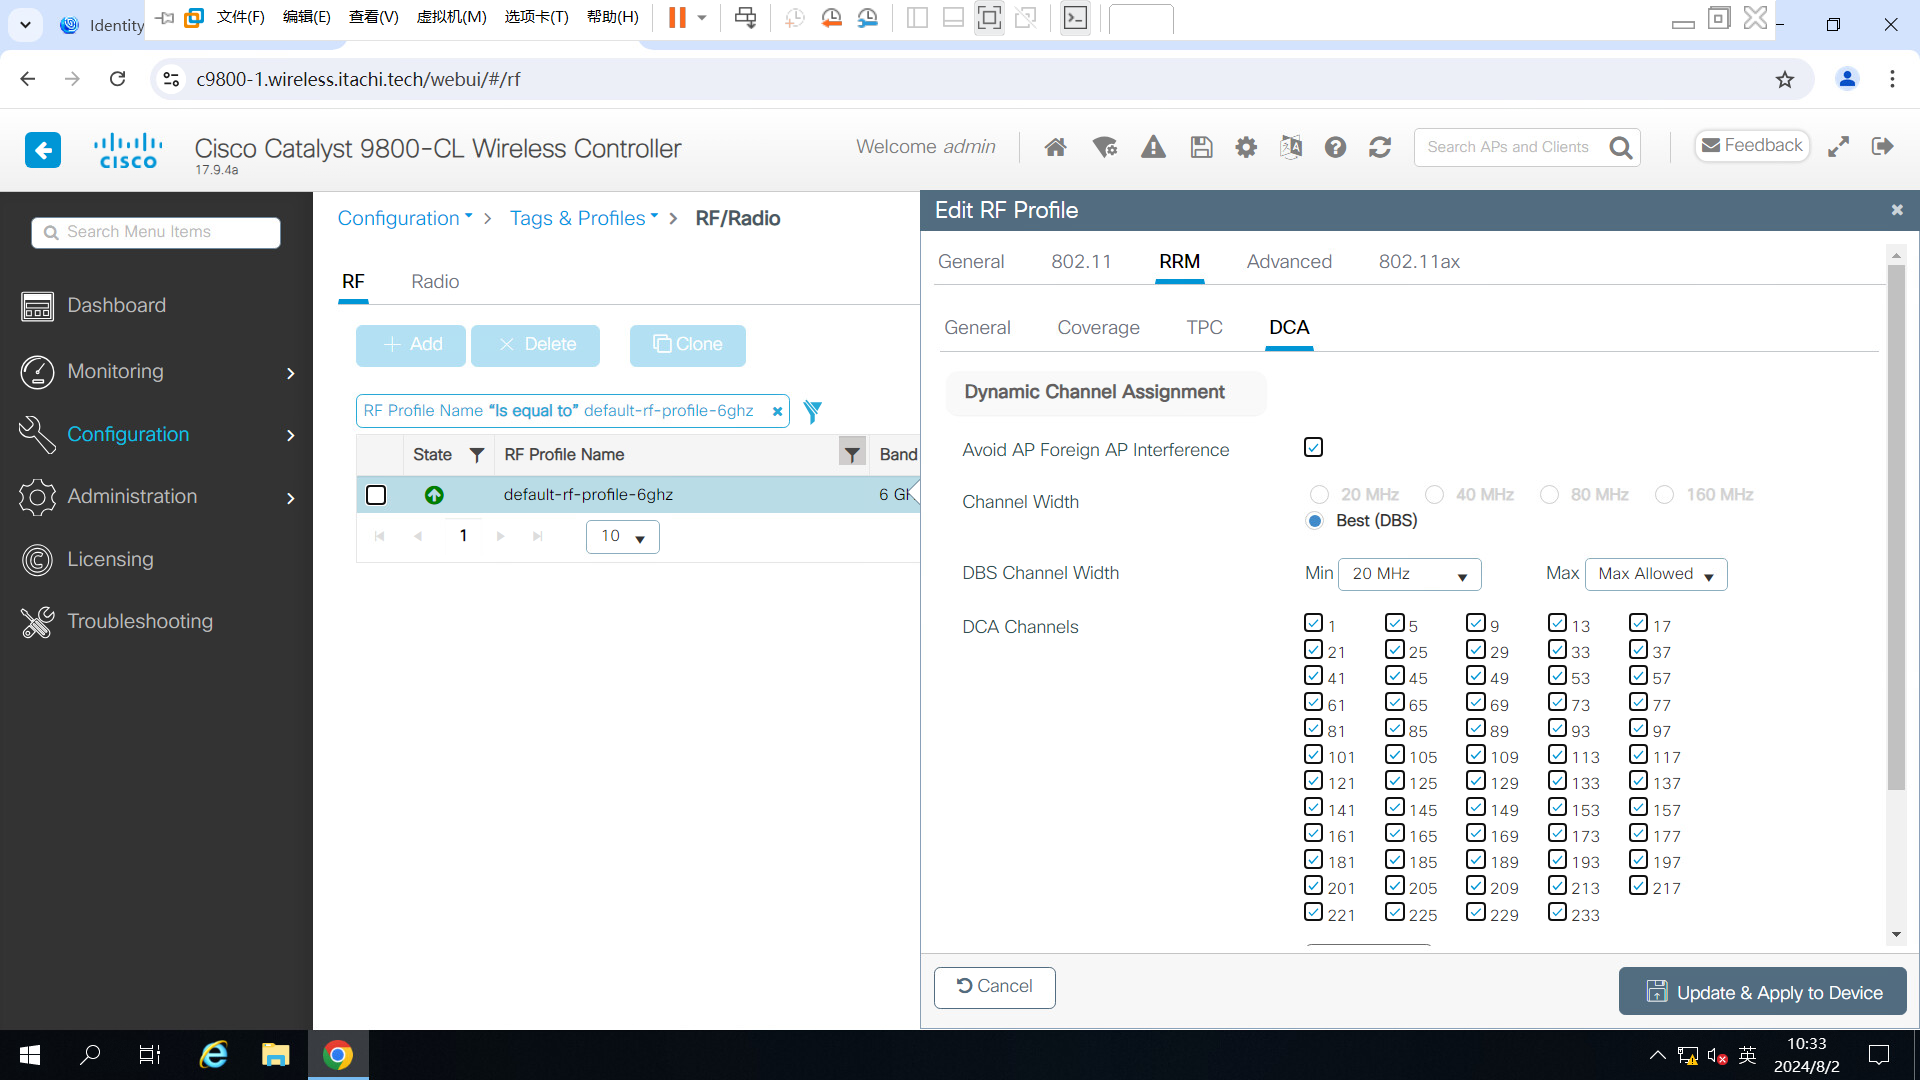 Identity
文件(F) 编辑(E) 查看(V) 虚拟机(M) 选项卡(T) 帮助(H)
c9800-1.wireless.itachi.tech/webui/#/rf
CISCO
Cisco Catalyst 9800-CL Wireless Controller
17.9.4a
Welcome admin
Search APs and Clients
Feedback
Search Menu Items
Dashboard
Monitoring
Configuration
Administration
Licensing
Troubleshooting
Configuration > Tags & Profiles > RF/Radio
RF Radio
+ Add × Delete Clone
RF Profile Name "Is equal to" default-rf-profile-6ghz ×
State RF Profile Name Band
default-rf-profile-6ghz 6 GH
1 10
Edit RF Profile
General 802.11 RRM Advanced 802.11ax
General Coverage TPC DCA
Dynamic Channel Assignment
Avoid AP Foreign AP Interference
Channel Width 20 MHz 40 MHz 80 MHz 160 MHz
Best (DBS)
DBS Channel Width Min 20 MHz Max Max Allowed
DCA Channels 1 5 9 13 17
21 25 29 33 37
41 45 49 53 57
61 65 69 73 77
81 85 89 93 97
101 105 109 113 117
121 125 129 133 137
141 145 149 153 157
161 165 169 173 177
181 185 189 193 197
201 205 209 213 217
221 225 229 233
Cancel
Update & Apply to Device
英
10:33
2024/8/2